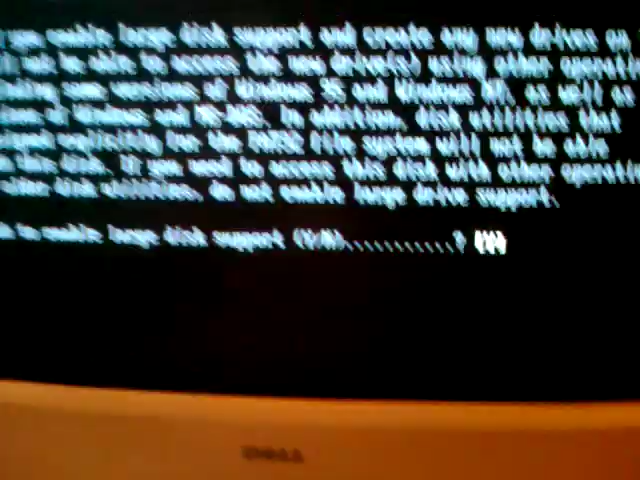 you enable large disk support and create any new drives on
not be able to access the new drive(s) using other operati
some versions of Windows 95 and Windows NT, as well as
of Windows and MS-DOS. In addition, disk utilities that
explicitly for the FAT32 file system will not be able
this disk. If you need to access this disk with other operati
older disk utilities, do not enable large drive support.
to enable large disk support (Y/N)...........? [Y]
DELL